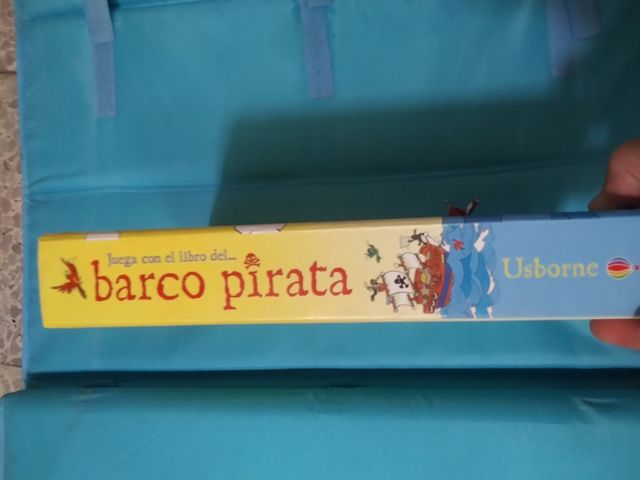 Juega con el libro del...
barco pirata
Usborne